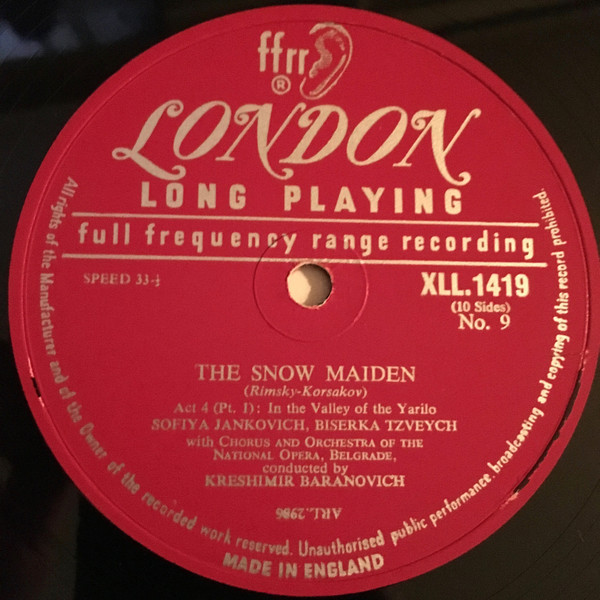 ffrr
®
LONDON
LONG PLAYING
full frequency range recording
SPEED 33-⅓
XLL.1419
(10 Sides)
No. 9
THE SNOW MAIDEN
(Rimsky-Korsakov)
Act 4 (Pt. 1): In the Valley of the Yarilo
SOFIYA JANKOVICH, BISERKA TZVEYCH
with CHORUS AND ORCHESTRA OF THE
NATIONAL OPERA, BELGRADE,
conducted by
KRESHIMIR BARANOVICH
ARL.2986
All rights of the Manufacturer and of the Owner of the recorded work reserved. Unauthorised public performance, broadcasting and copying of this record prohibited.
MADE IN ENGLAND